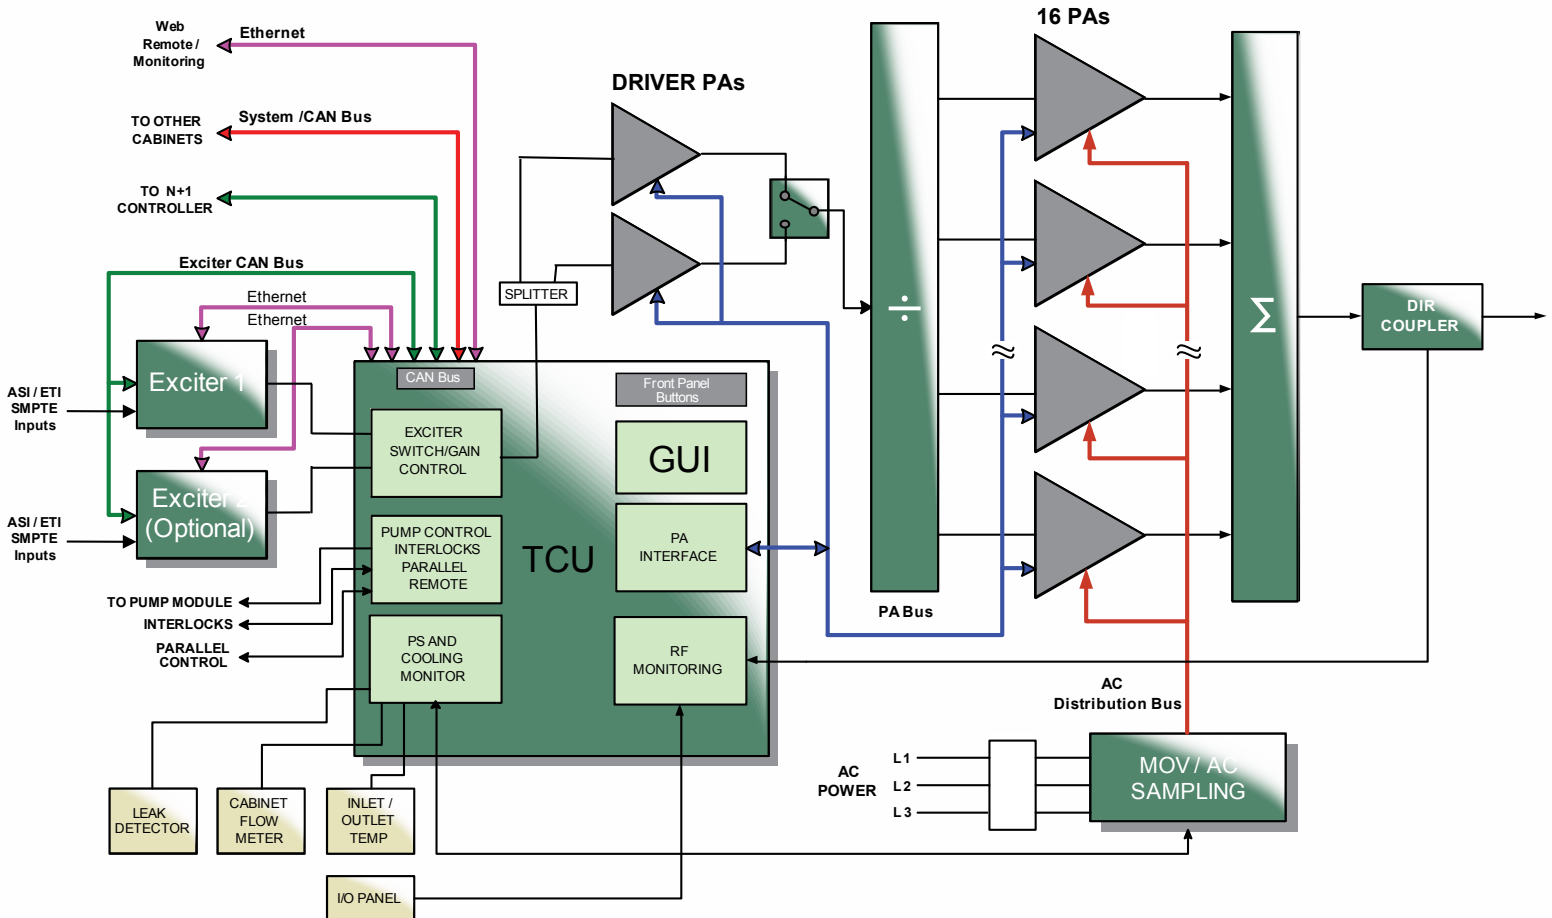 Web
Remote /
Monitoring
Ethernet
TO OTHER
CABINETS
System /CAN Bus
TO N+1
CONTROLLER
Exciter CAN Bus
Ethernet
Ethernet
Exciter 1
ASI / ETI
SMPTE
Inputs
Exciter 2
(Optional)
ASI / ETI
SMPTE
Inputs
TO PUMP MODULE
INTERLOCKS
PARALLEL
CONTROL
CAN Bus
EXCITER
SWITCH/GAIN
CONTROL
PUMP CONTROL
INTERLOCKS
PARALLEL
REMOTE
PS AND
COOLING
MONITOR
TCU
Front Panel
Buttons
GUI
PA
INTERFACE
RF
MONITORING
LEAK
DETECTOR
CABINET
FLOW
METER
INLET /
OUTLET
TEMP
I/O PANEL
SPLITTER
DRIVER PAs
÷
PA Bus
16 PAs
≈
≈
Σ
DIR
COUPLER
AC
Distribution Bus
AC
POWER
L1
L2
L3
MOV / AC
SAMPLING